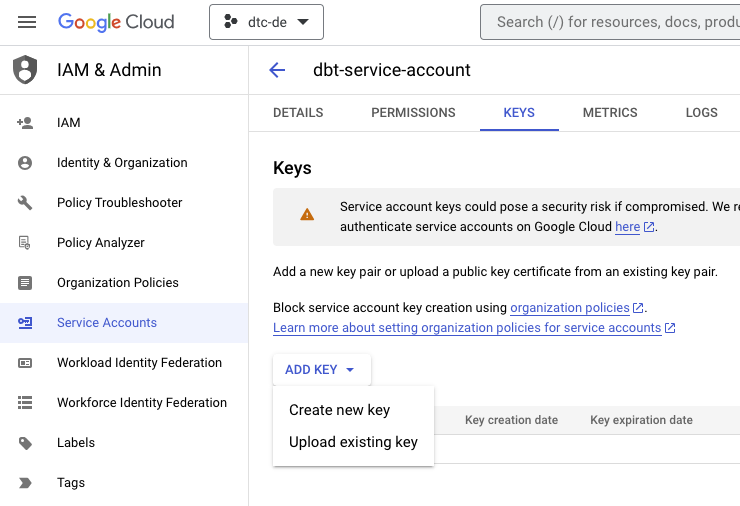 Google Cloud
dtc-de
Search (/) for resources, docs,
IAM & Admin
dbt-service-account
IAM
Identity & Organization
Policy Troubleshooter
Policy Analyzer
Organization Policies
Service Accounts
Workload Identity Federation
Workforce Identity Federation
Labels
Tags
DETAILS
PERMISSIONS
KEYS
METRICS
LOGS
Keys
Service account keys could pose a security risk if compromised. We
authenticate service accounts on Google Cloud here.
Add a new key pair or upload a public key certificate from an existing key pair.
Block service account key creation using organization policies.
Learn more about setting organization policies for service accounts
ADD KEY
Create new key
Upload existing key
Key creation date
Key expiration date